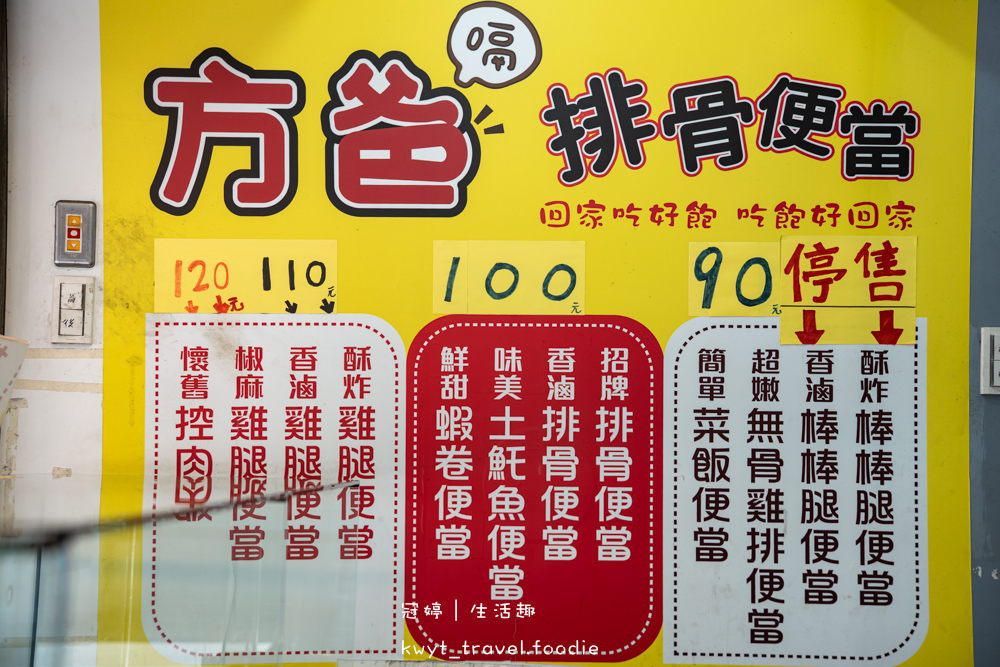 嗝
方爸 排骨便當
回家吃好飽 吃飽好回家
120元 110元
100元
90元 停售
酥炸雞腿便當
香滷雞腿便當
椒麻雞腿便當
懷舊控肉飯
招牌排骨便當
香滷排骨便當
味美土魠魚便當
鮮甜蝦卷便當
酥炸棒棒腿便當
香滷棒棒腿便當
超嫩無骨雞排便當
簡單菜飯便當
冠婷｜生活趣
kwyt_travel.foodie